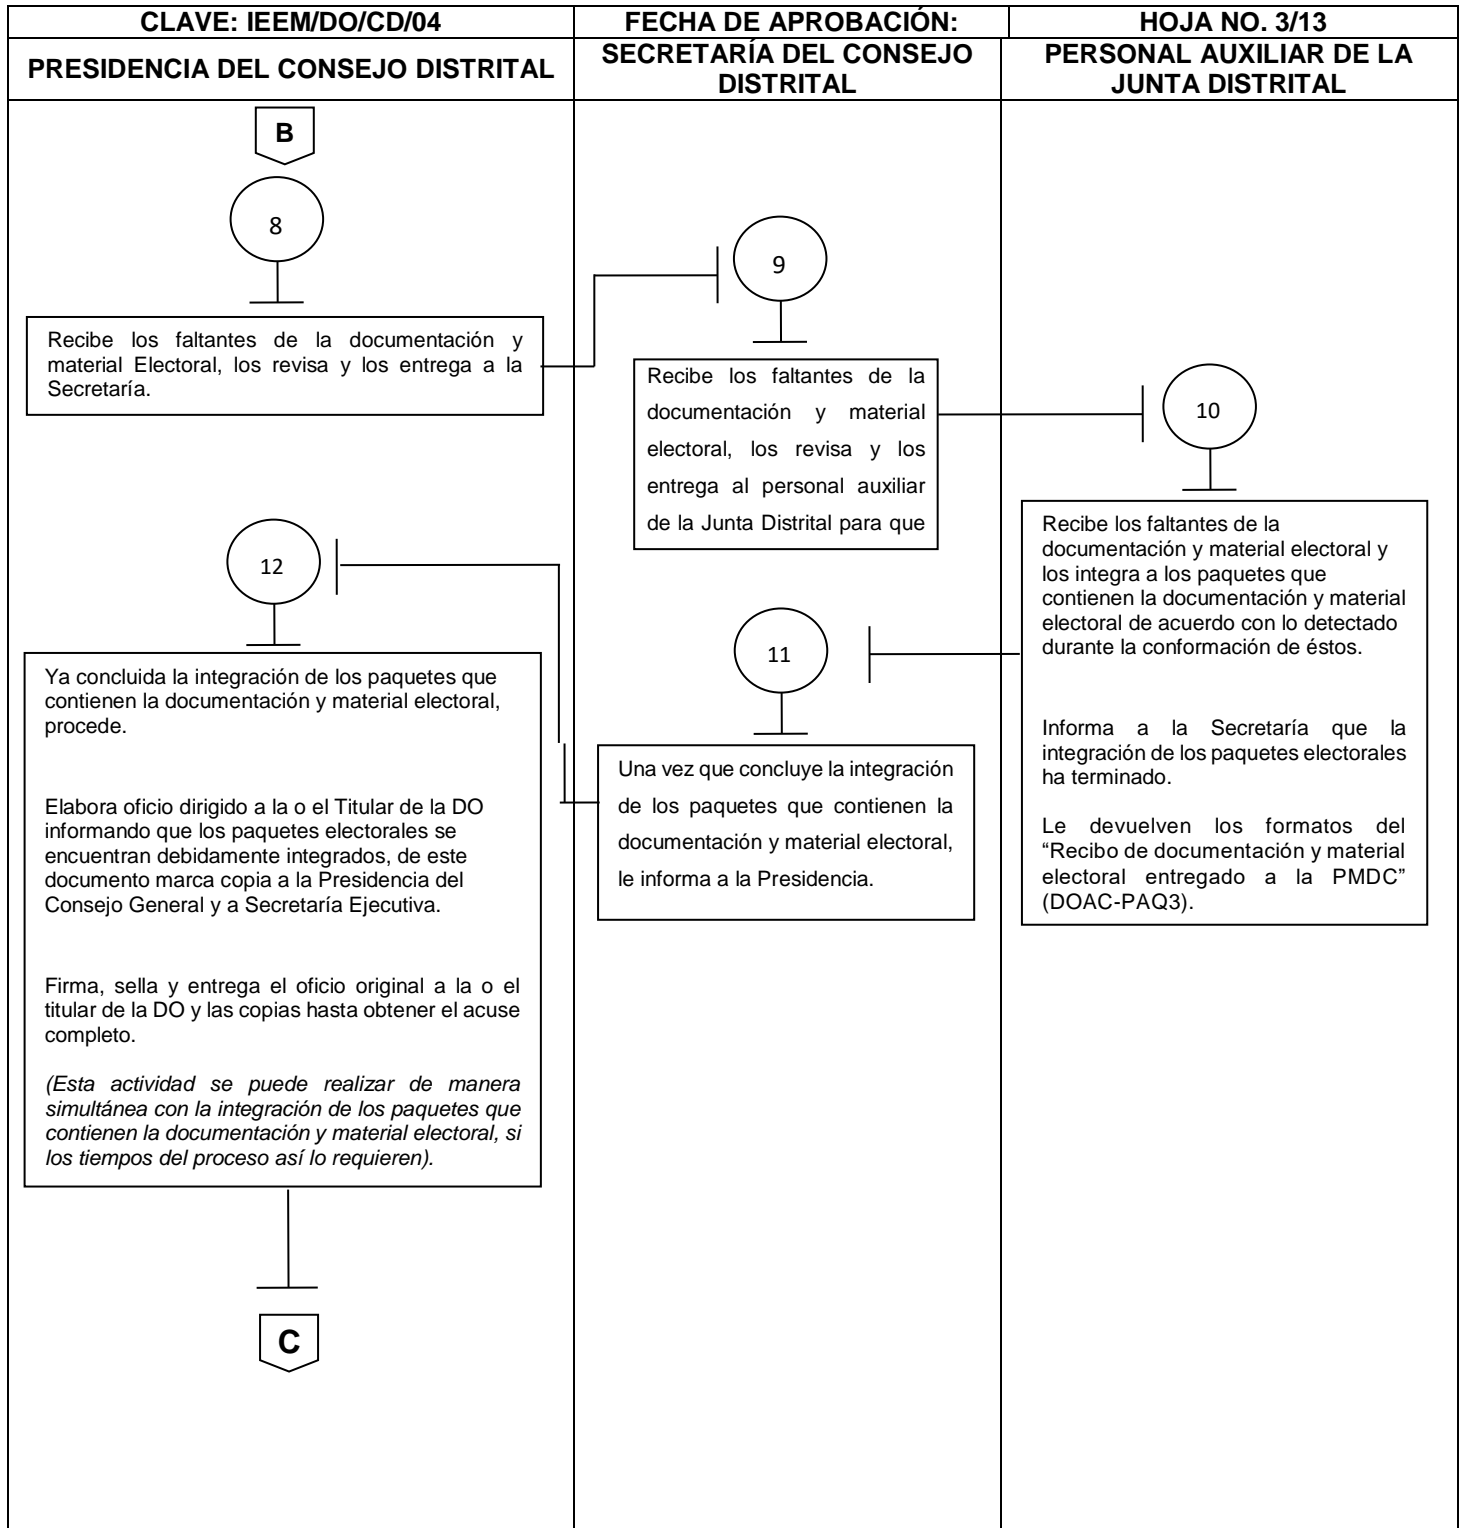 CLAVE: IEEM/DO/CD/04
FECHA DE APROBACIÓN:
HOJA NO. 3/13
PRESIDENCIA DEL CONSEJO DISTRITAL
SECRETARÍA DEL CONSEJO
DISTRITAL
PERSONAL AUXILIAR DE LA
JUNTA DISTRITAL
B
8
Recibe los faltantes de la documentación y
material Electoral, los revisa y los entrega a la
Secretaría.
9
Recibe los faltantes de la
documentación y material
electoral, los revisa y los
entrega al personal auxiliar
de la Junta Distrital para que
10
Recibe los faltantes de la
documentación y material electoral y
los integra a los paquetes que
contienen la documentación y material
electoral de acuerdo con lo detectado
durante la conformación de éstos.
Informa a la Secretaría que la
integración de los paquetes electorales
ha terminado.
Le devuelven los formatos del
“Recibo de documentación y material
electoral entregado a la PMDC”
(DOAC-PAQ3).
11
Una vez que concluye la integración
de los paquetes que contienen la
documentación y material electoral,
le informa a la Presidencia.
12
Ya concluida la integración de los paquetes que
contienen la documentación y material electoral,
procede.
Elabora oficio dirigido a la o el Titular de la DO
informando que los paquetes electorales se
encuentran debidamente integrados, de este
documento marca copia a la Presidencia del
Consejo General y a Secretaría Ejecutiva.
Firma, sella y entrega el oficio original a la o el
titular de la DO y las copias hasta obtener el acuse
completo.
(Esta actividad se puede realizar de manera
simultánea con la integración de los paquetes que
contienen la documentación y material electoral, si
los tiempos del proceso así lo requieren).
C